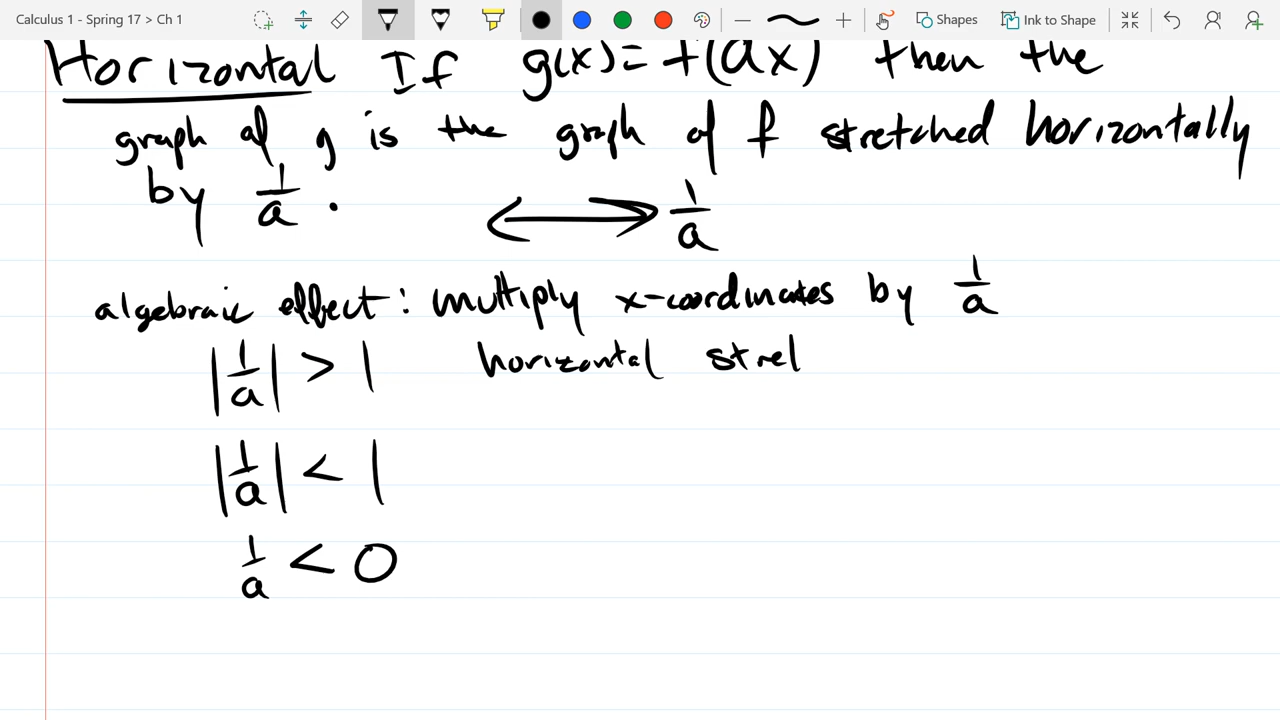 Calculus 1 - Spring 17 > Ch 1
Shapes
Ink to Shape
Horizontal If g(x) = f(ax) then the
graph of g is the graph of f stretched horizontally
by 1/a .
1/a
algebraic effect: multiply x-coordinates by 1/a
|1/a| > 1 horizontal stret
|1/a| < 1
1/a < 0